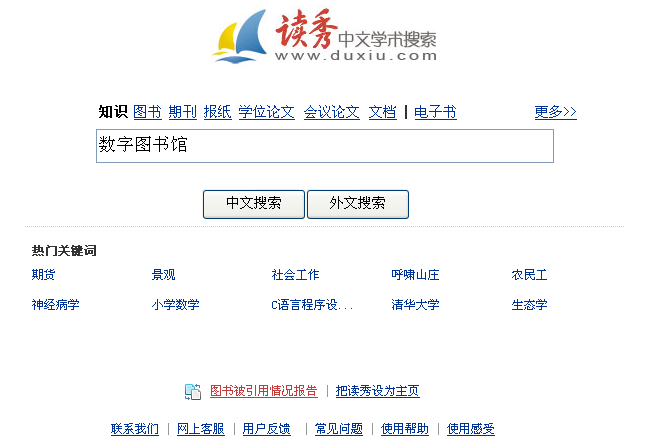 读秀中文学术搜索
www.duxiu.com
知识 图书 期刊 报纸 学位论文 会议论文 文档 | 电子书 更多>>
数字图书馆
中文搜索 外文搜索
热门关键词
期货 景观 社会工作 呼啸山庄 农民工
神经病学 小学数学 C语言程序设... 清华大学 生态学
图书被引用情况报告 | 把读秀设为主页
联系我们 | 网上客服 | 用户反馈 | 常见问题 | 使用帮助 | 使用感受